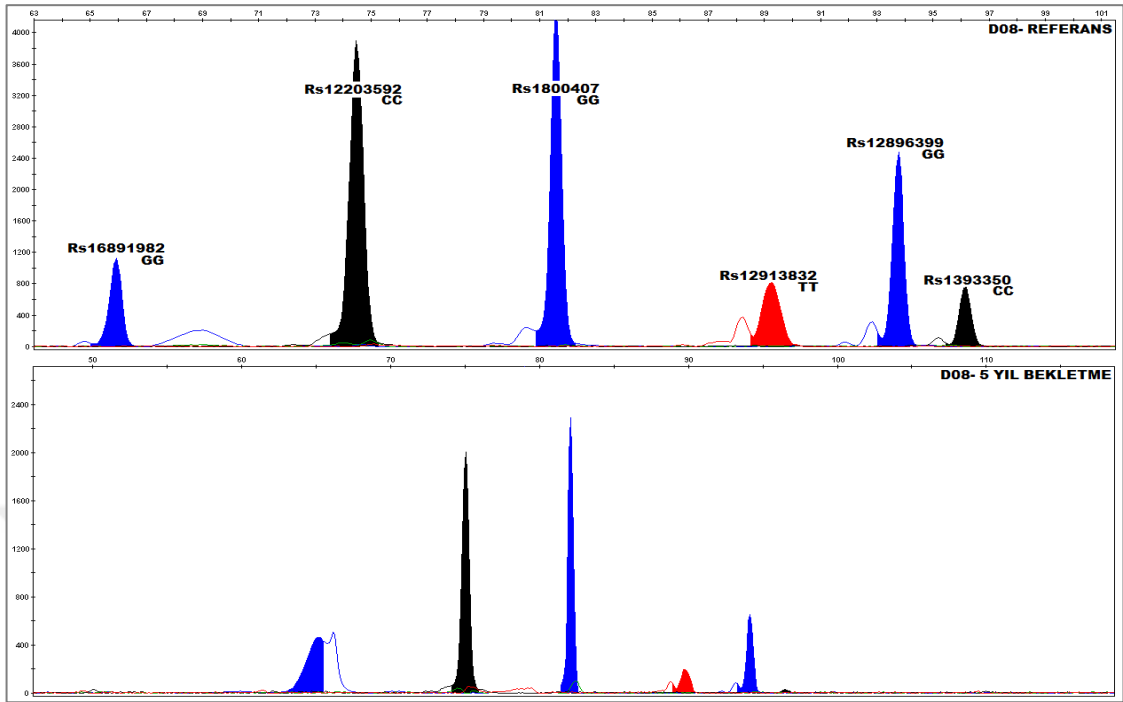 63 65 67 69 71 73 75 77 79 81 83 85 87 89 91 93 95 97 99 101
D08- REFERANS
4000
3600
3200
2800
2400
2000
1600
1200
800
400
0
Rs12203592
CC
Rs1800407
GG
Rs12896399
GG
Rs16891982
GG
Rs12913832
TT
Rs1393350
CC
50 60 70 80 90 100 110
D08- 5 YIL BEKLETME
2400
2000
1600
1200
800
400
0